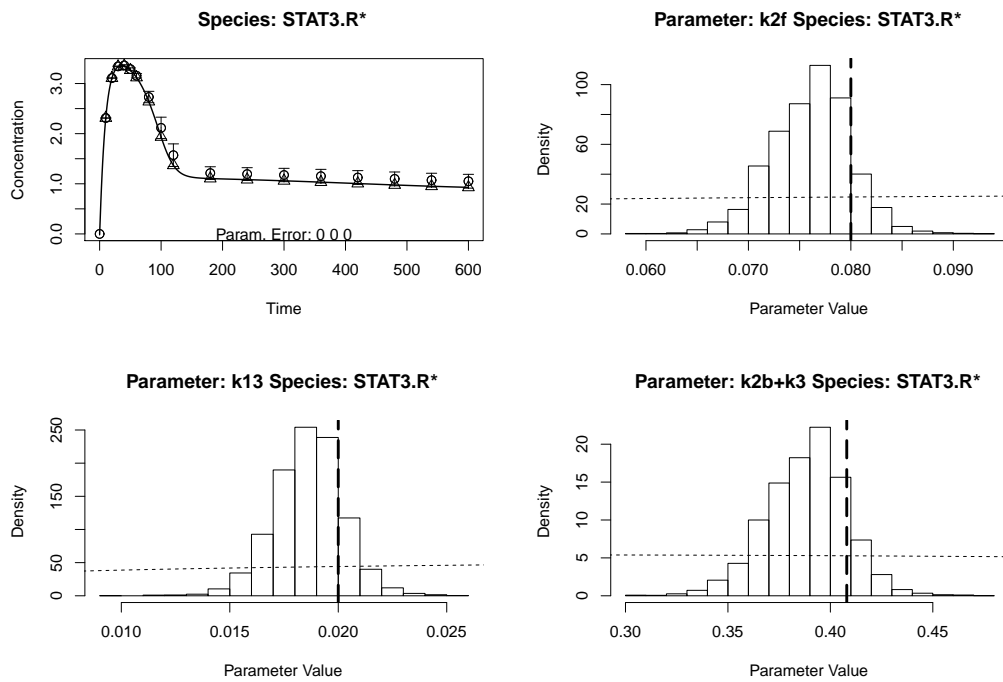 Species: STAT3.R*
Concentration
0.0 1.0 2.0 3.0
Param. Error: 0 0 0
0 100 200 300 400 500 600
Time
Parameter: k2f Species: STAT3.R*
Density
0 20 60 100
0.060 0.070 0.080 0.090
Parameter Value
Parameter: k13 Species: STAT3.R*
Density
0 50 150 250
0.010 0.015 0.020 0.025
Parameter Value
Parameter: k2b+k3 Species: STAT3.R*
Density
0 5 10 15 20
0.30 0.35 0.40 0.45
Parameter Value